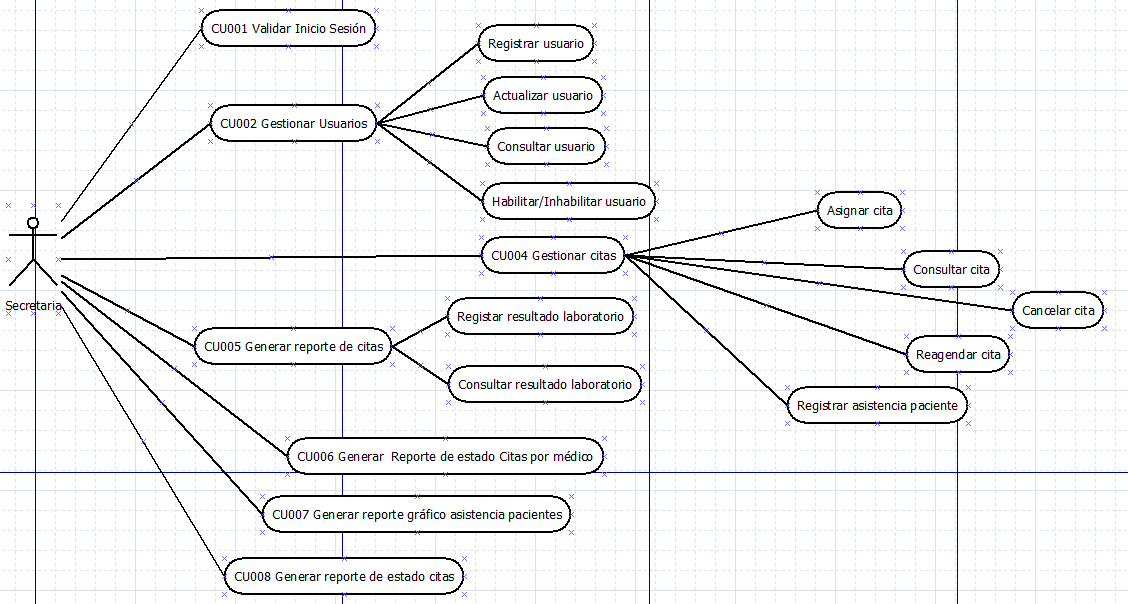 CU001 Validar Inicio Sesión
Registrar usuario
Actualizar usuario
CU002 Gestionar Usuarios
Consultar usuario
Habilitar/Inhabilitar usuario
Asignar cita
CU004 Gestionar citas
Consultar cita
Secretaria
Cancelar cita
Registar resultado laboratorio
CU005 Generar reporte de citas
Reagendar cita
Consultar resultado laboratorio
Registrar asistencia paciente
CU006 Generar  Reporte de estado Citas por médico
CU007 Generar reporte gráfico asistencia pacientes
CU008 Generar reporte de estado citas